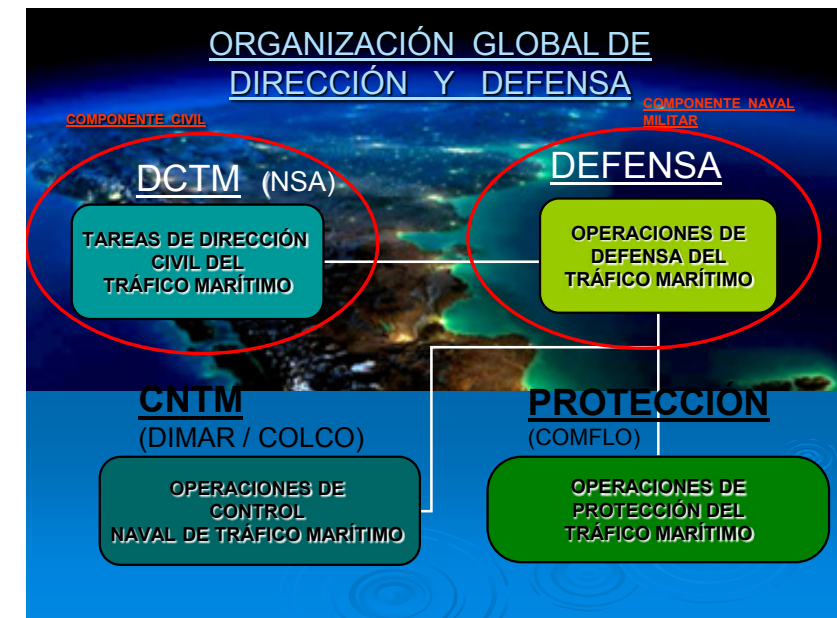 ORGANIZACIÓN GLOBAL DE
DIRECCIÓN Y DEFENSA
COMPONENTE CIVIL
COMPONENTE NAVAL
MILITAR
DCTM (NSA)
DEFENSA
TAREAS DE DIRECCIÓN
CIVIL DEL
TRÁFICO MARÍTIMO
OPERACIONES DE
DEFENSA DEL
TRÁFICO MARÍTIMO
CNTM
(DIMAR / COLCO)
PROTECCIÓN
(COMFLO)
OPERACIONES DE
CONTROL
NAVAL DE TRÁFICO MARÍTIMO
OPERACIONES DE
PROTECCIÓN DEL
TRÁFICO MARÍTIMO